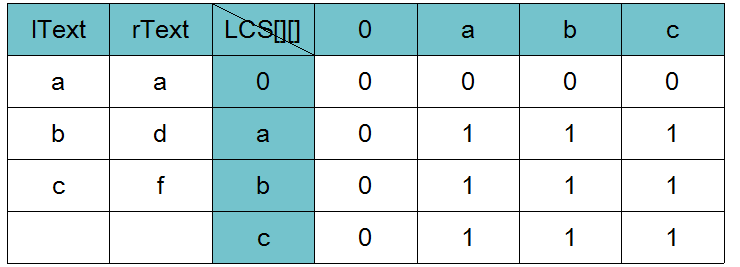 lText rText LCS[][] 0 a b c
a a 0 0 0 0 0
b d a 0 1 1 1
c f b 0 1 1 1
c 0 1 1 1